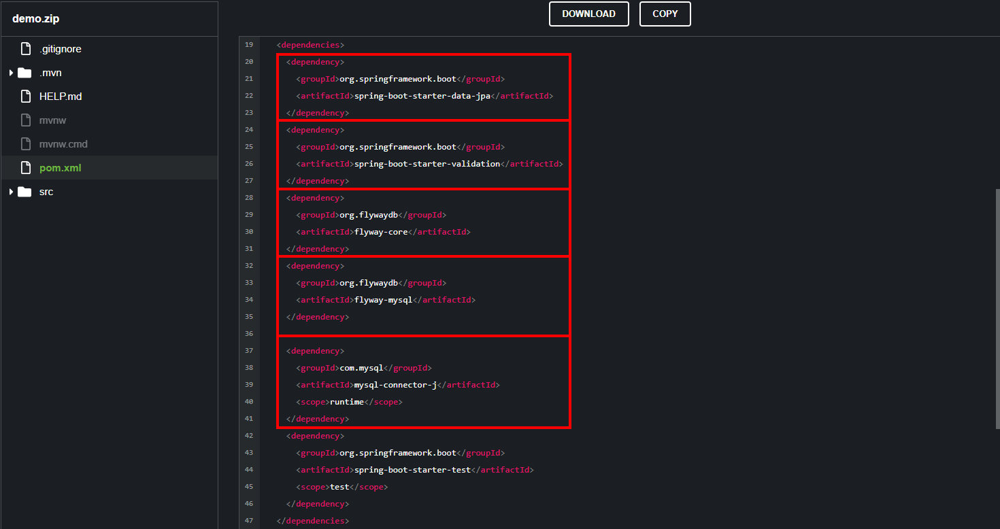 demo.zip
DOWNLOAD
COPY
.gitignore
.mvn
HELP.md
mvnw
mvnw.cmd
pom.xml
src
19 <dependencies>
20 <dependency>
21 <groupId>org.springframework.boot</groupId>
22 <artifactId>spring-boot-starter-data-jpa</artifactId>
23 </dependency>
24 <dependency>
25 <groupId>org.springframework.boot</groupId>
26 <artifactId>spring-boot-starter-validation</artifactId>
27 </dependency>
28 <dependency>
29 <groupId>org.flywaydb</groupId>
30 <artifactId>flyway-core</artifactId>
31 </dependency>
32 <dependency>
33 <groupId>org.flywaydb</groupId>
34 <artifactId>flyway-mysql</artifactId>
35 </dependency>
36
37 <dependency>
38 <groupId>com.mysql</groupId>
39 <artifactId>mysql-connector-j</artifactId>
40 <scope>runtime</scope>
41 </dependency>
42 <dependency>
43 <groupId>org.springframework.boot</groupId>
44 <artifactId>spring-boot-starter-test</artifactId>
45 <scope>test</scope>
46 </dependency>
47 </dependencies>